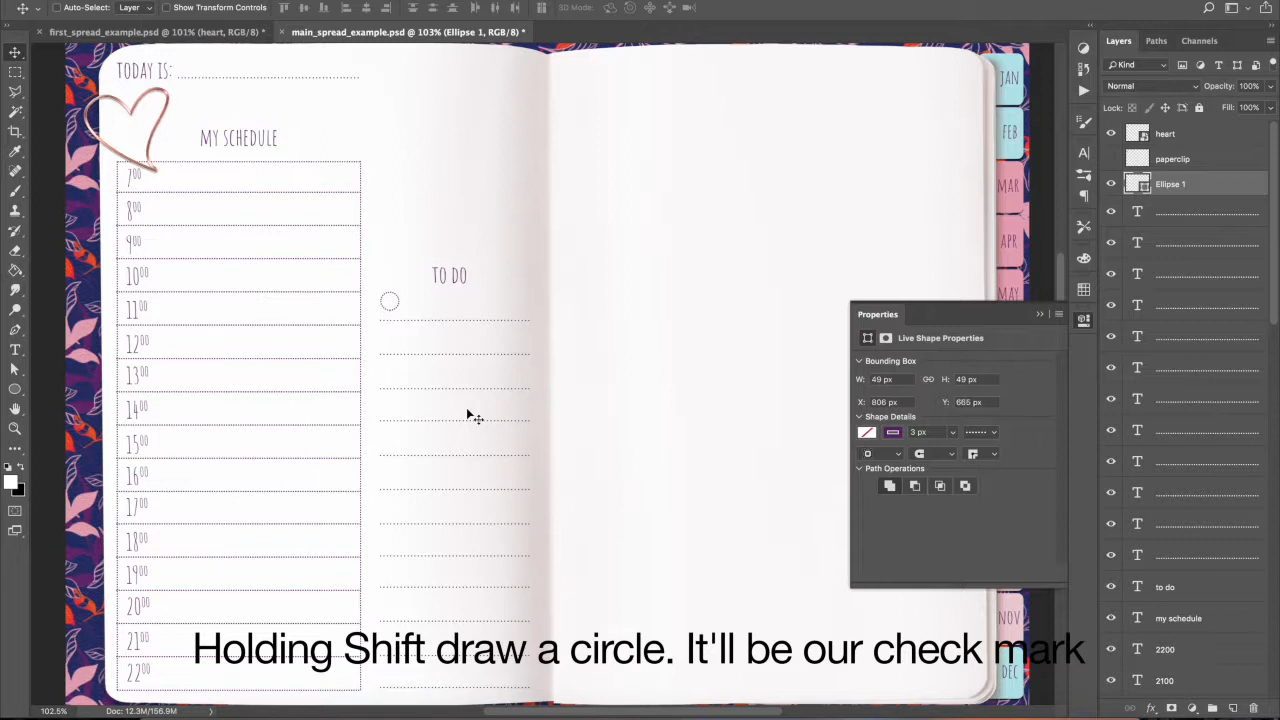 Auto-Select: Layer Show Transform Controls 3D Mode:
× first_spread_example.psd @ 101% (heart, RGB/8) * × main_spread_example.psd @ 103% (Ellipse 1, RGB/8) *
TODAY IS: ..............................
MY SCHEDULE
7⁰⁰
8⁰⁰
9⁰⁰
10⁰⁰
11⁰⁰
12⁰⁰
13⁰⁰
14⁰⁰
15⁰⁰
16⁰⁰
17⁰⁰
18⁰⁰
19⁰⁰
20⁰⁰
21⁰⁰
22⁰⁰
TO DO
JAN
FEB
MAR
APR
MAY
NOV
DEC
Holding Shift draw a circle. It'll be our check mark
Properties
Live Shape Properties
Bounding Box
W: 49 px H: 49 px
X: 806 px Y: 665 px
Shape Details
3 px
Path Operations
Layers Paths Channels
Kind
Normal Opacity: 100%
Lock: Fill: 100%
heart
paperclip
Ellipse 1
T ..............................
T ..............................
T ..............................
T ..............................
T ..............................
T ..............................
T ..............................
T ..............................
T ..............................
T ..............................
T ..............................
T ..............................
T to do
T my schedule
T 2200
T 2100
fx
102.5% Doc: 12.3M/156.9M